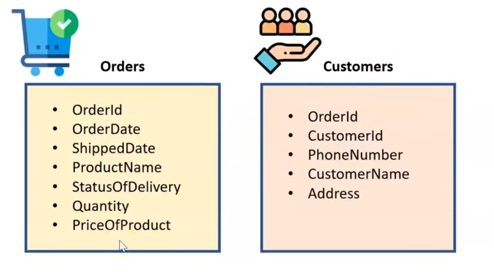 Orders
OrderId
OrderDate
ShippedDate
ProductName
StatusOfDelivery
Quantity
PriceOfProduct
Customers
OrderId
CustomerId
PhoneNumber
CustomerName
Address